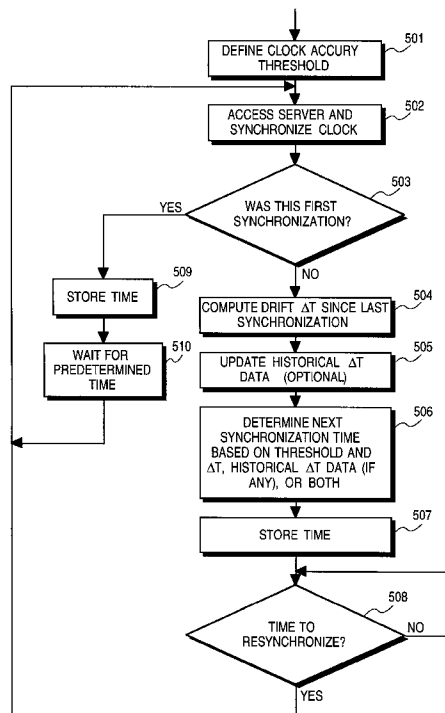 DEFINE CLOCK ACCURY
THRESHOLD
501
ACCESS SERVER AND
SYNCHRONIZE CLOCK
502
503
WAS THIS FIRST
SYNCHRONIZATION?
YES
NO
509
STORE TIME
WAIT FOR
PREDETERMINED
TIME
510
COMPUTE DRIFT ΔT SINCE LAST
SYNCHRONIZATION
504
UPDATE HISTORICAL ΔT
DATA (OPTIONAL)
505
DETERMINE NEXT
SYNCHRONIZATION TIME
BASED ON THRESHOLD AND
ΔT, HISTORICAL ΔT DATA (IF
ANY), OR BOTH
506
507
STORE TIME
508
TIME TO
RESYNCHRONIZE?
NO
YES